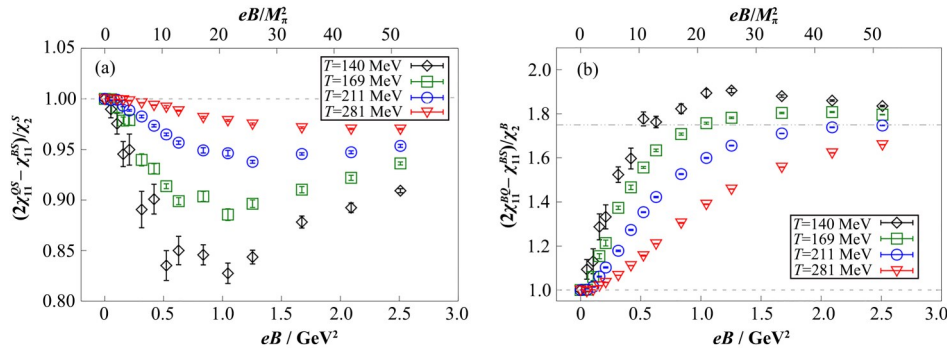 eB/M_π^2
0 10 20 30 40 50
(a)
T=140 MeV
T=169 MeV
T=211 MeV
T=281 MeV
1.05
1.00
0.95
0.90
0.85
0.80
(2χ_11^QS − χ_11^BS)/χ_2^S
0.0 0.5 1.0 1.5 2.0 2.5 3.0
eB / GeV^2
eB/M_π^2
0 10 20 30 40 50
(b)
2.0
1.8
1.6
1.4
1.2
1.0
(2χ_11^BQ − χ_11^BS)/χ_2^B
T=140 MeV
T=169 MeV
T=211 MeV
T=281 MeV
0.0 0.5 1.0 1.5 2.0 2.5 3.0
eB / GeV^2